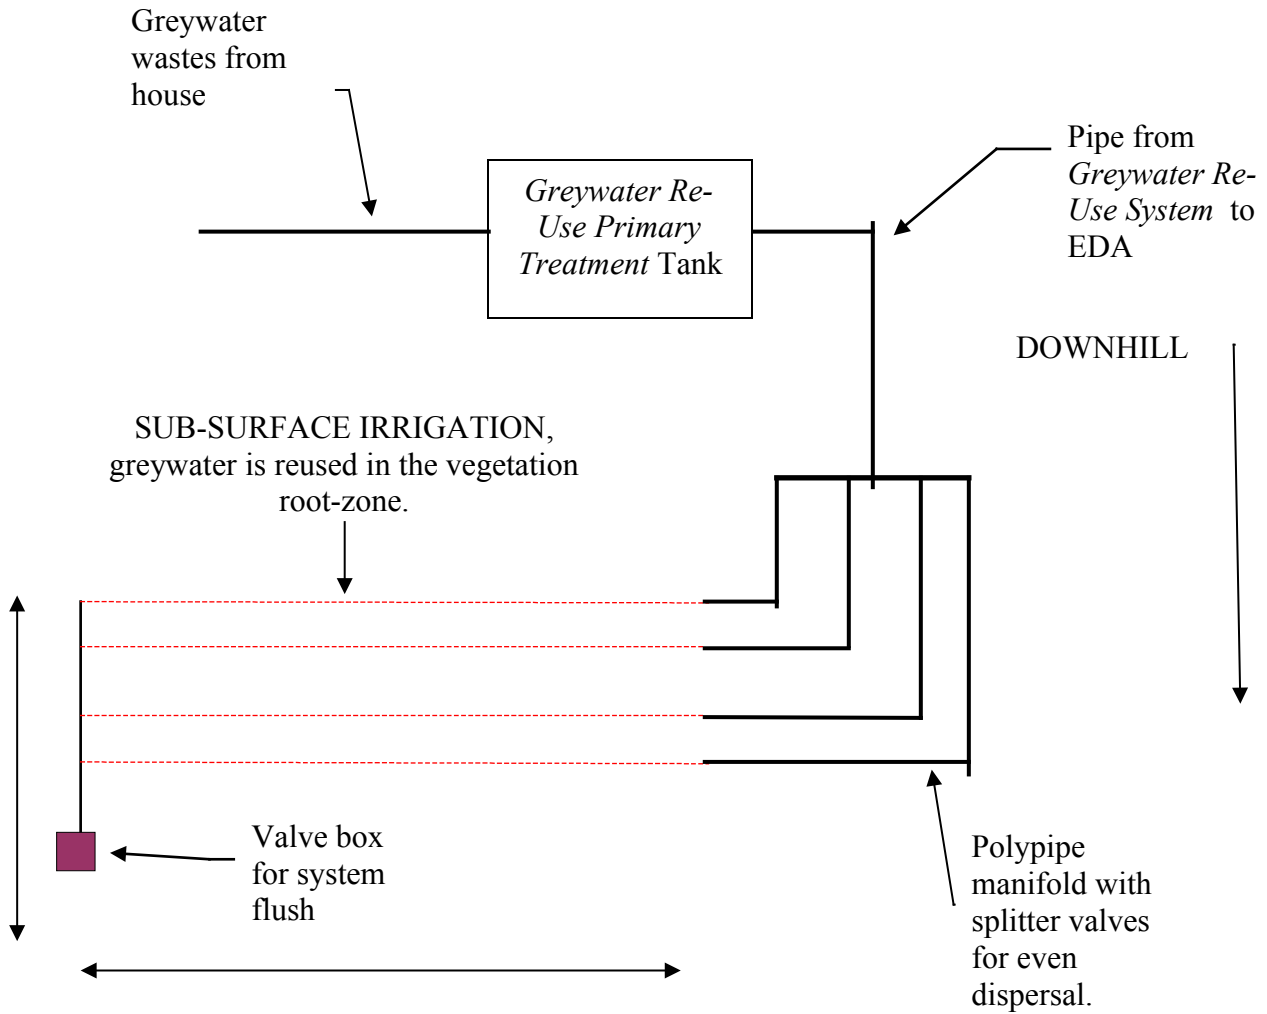 Greywater
wastes from
house
Greywater Re-
Use Primary
Treatment Tank
Pipe from
Greywater Re-
Use System to
EDA
DOWNHILL
SUB-SURFACE IRRIGATION,
greywater is reused in the vegetation
root-zone.
Valve box
for system
flush
Polypipe
manifold with
splitter valves
for even
dispersal.